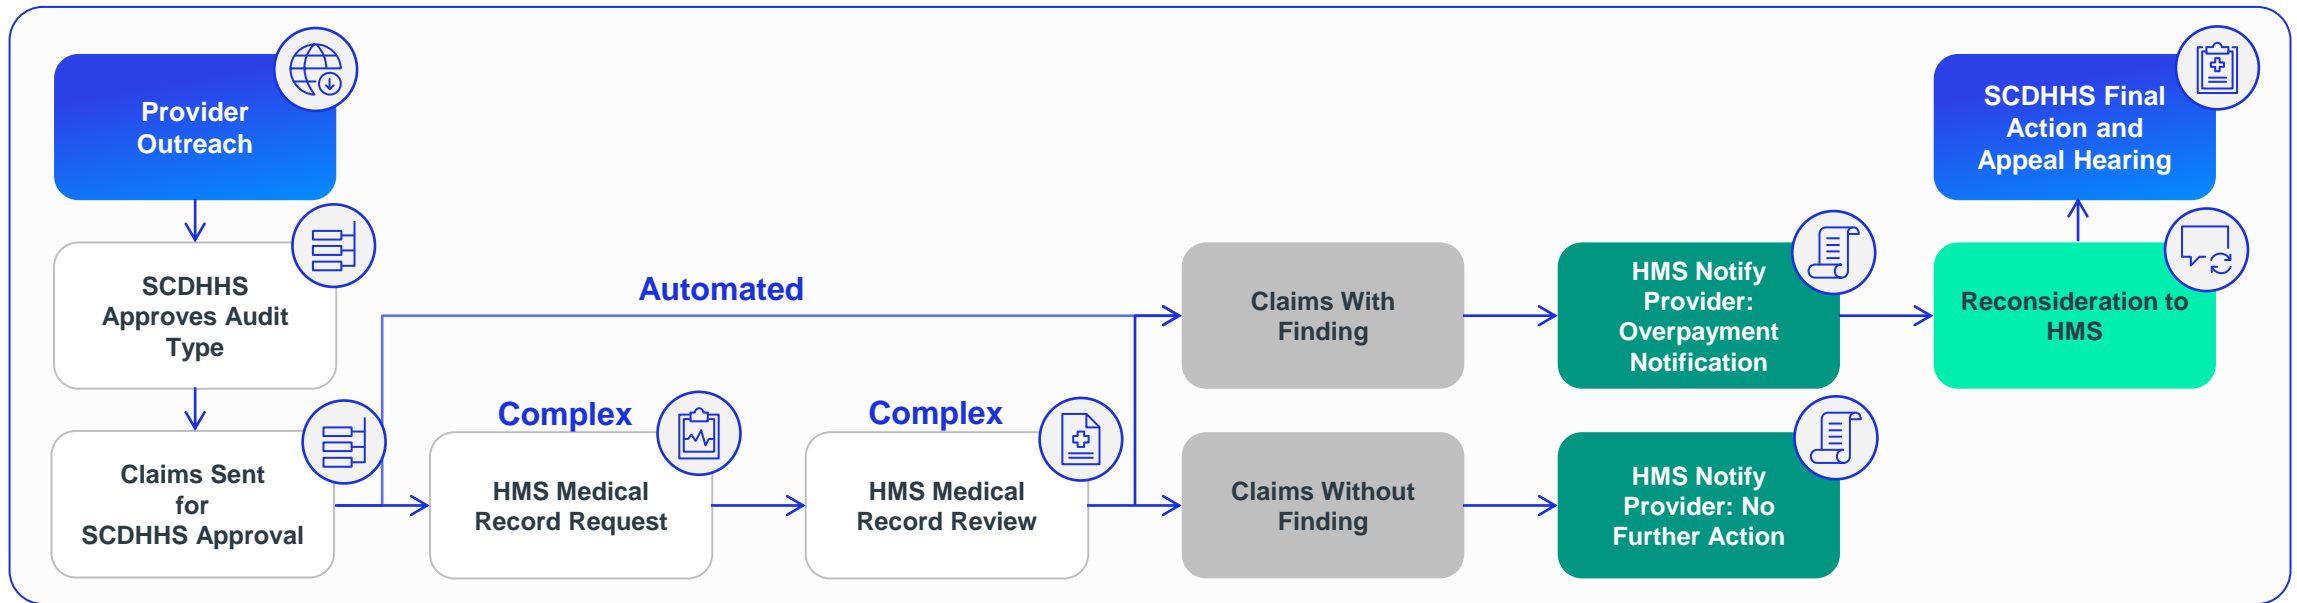 Provider
Outreach
SCDHHS
Approves Audit
Type
Claims Sent
for
SCDHHS Approval
Automated
Complex
HMS Medical
Record Request
Complex
HMS Medical
Record Review
Claims With
Finding
Claims Without
Finding
HMS Notify
Provider:
Overpayment
Notification
HMS Notify
Provider: No
Further Action
Reconsideration to
HMS
SCDHHS Final
Action and
Appeal Hearing